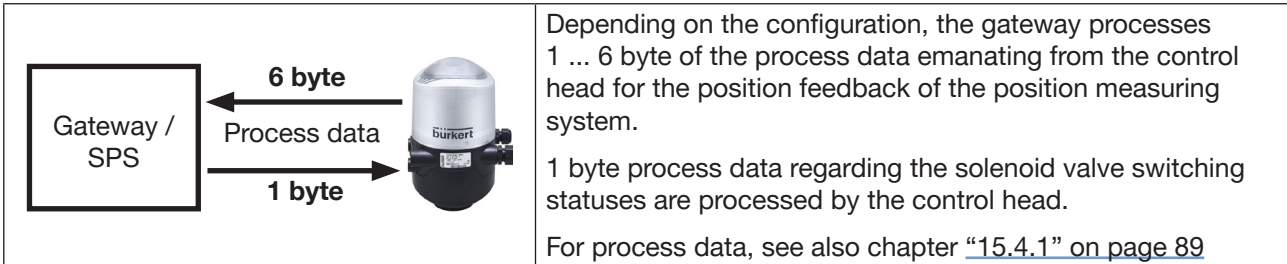 Gateway /
SPS
6 byte
Process data
1 byte
bürkert
Depending on the configuration, the gateway processes
1 ... 6 byte of the process data emanating from the control
head for the position feedback of the position measuring
system.
1 byte process data regarding the solenoid valve switching
statuses are processed by the control head.
For process data, see also chapter “15.4.1” on page 89